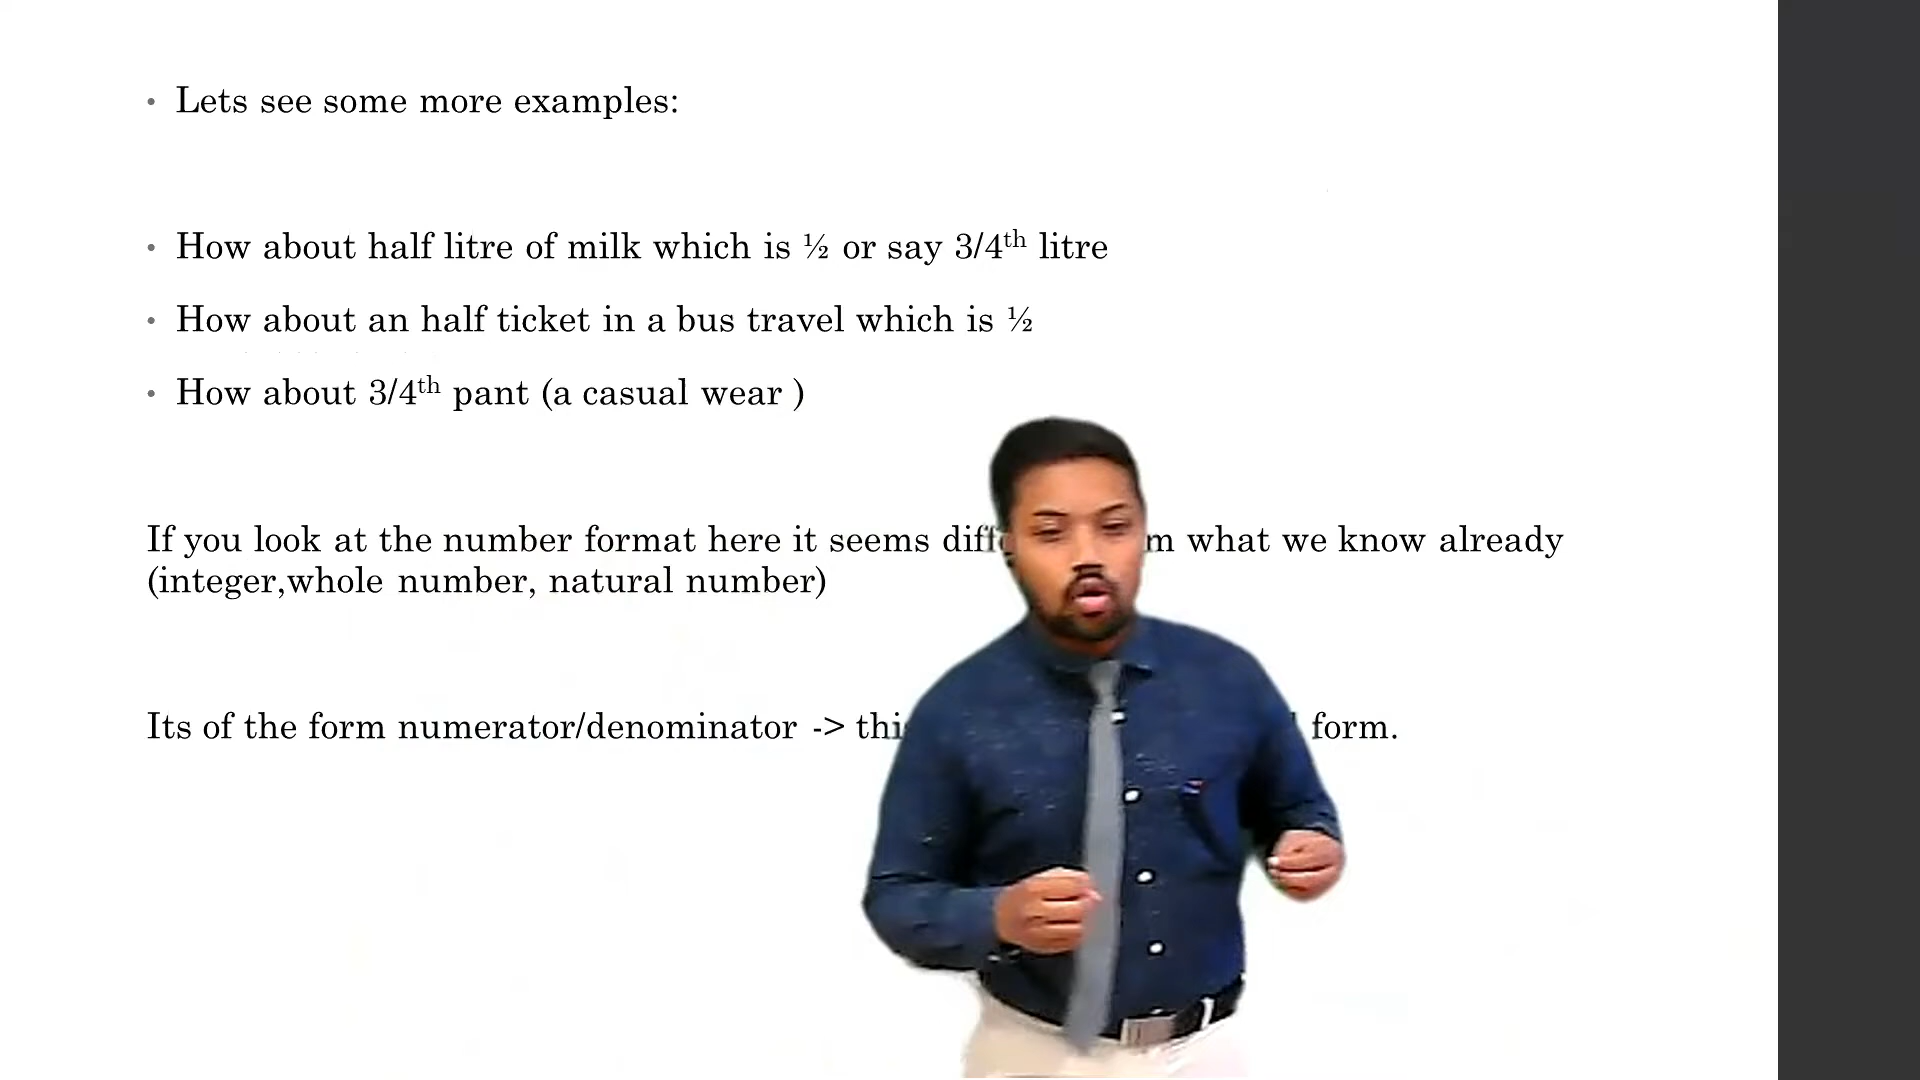 • Lets see some more examples:
• How about half litre of milk which is ½ or say 3/4th litre
• How about an half ticket in a bus travel which is ½
• How about 3/4th pant (a casual wear )
If you look at the number format here it seems what we know already
(integer,whole number, natural number)
Its of the form numerator/denominator -> form.